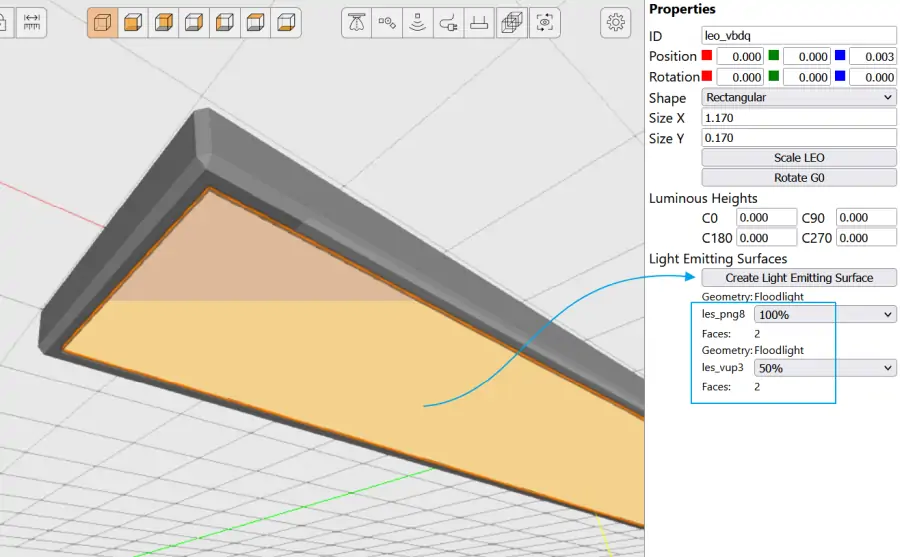 Properties
ID leo_vbdq
Position 0.000 0.000 0.003
Rotation 0.000 0.000 0.000
Shape Rectangular
Size X 1.170
Size Y 0.170
Scale LEO
Rotate G0
Luminous Heights
C0 0.000 C90 0.000
C180 0.000 C270 0.000
Light Emitting Surfaces
Create Light Emitting Surface
Geometry: Floodlight
les_png8 100%
Faces: 2
Geometry: Floodlight
les_vup3 50%
Faces: 2